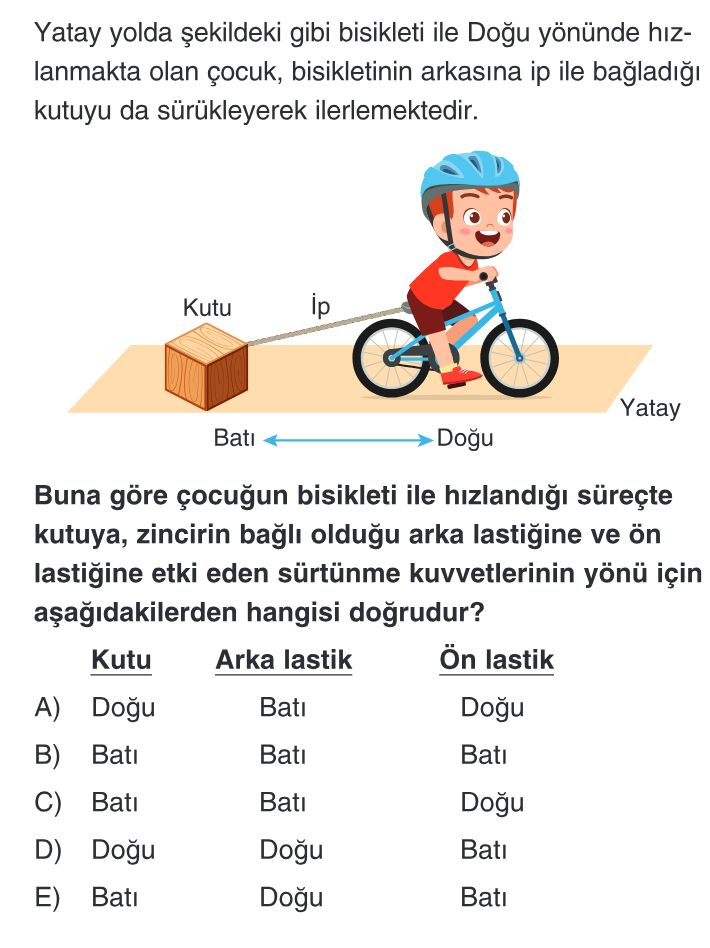 Yatay yolda şekildeki gibi bisikleti ile Doğu yönünde hız-
lanmakta olan çocuk, bisikletinin arkasına ip ile bağladığı
kutuyu da sürükleyerek ilerlemektedir.
Kutu
İp
Yatay
Batı
Doğu
Buna göre çocuğun bisikleti ile hızlandığı süreçte
kutuya, zincirin bağlı olduğu arka lastiğine ve ön
lastiğine etki eden sürtünme kuvvetlerinin yönü için
aşağıdakilerden hangisi doğrudur?
Kutu Arka lastik Ön lastik
A) Doğu Batı Doğu
B) Batı Batı Batı
C) Batı Batı Doğu
D) Doğu Doğu Batı
E) Batı Doğu Batı